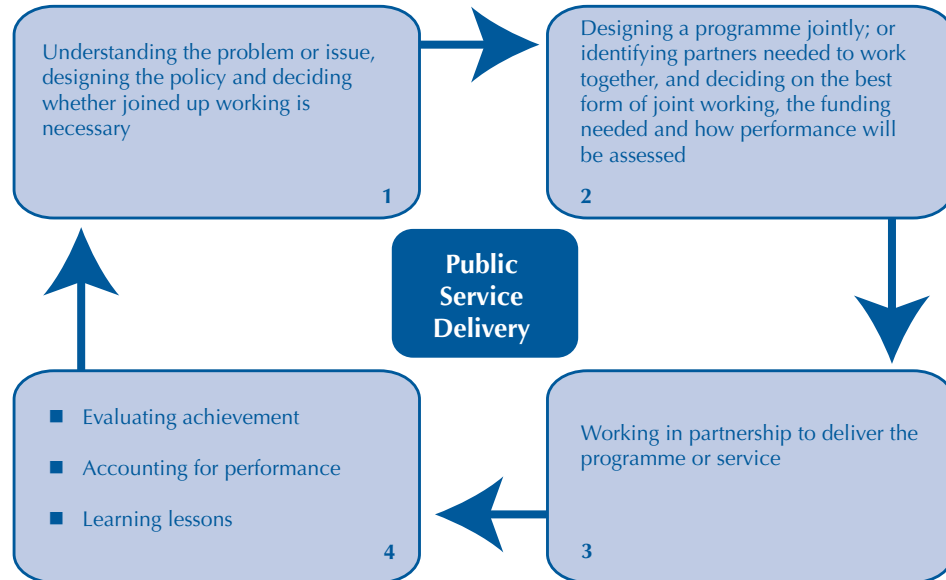 Understanding the problem or issue,
designing the policy and deciding
whether joined up working is
necessary
1
Designing a programme jointly; or
identifying partners needed to work
together, and deciding on the best
form of joint working, the funding
needed and how performance will
be assessed
2
Public
Service
Delivery
■ Evaluating achievement
■ Accounting for performance
■ Learning lessons
4
Working in partnership to deliver the
programme or service
3